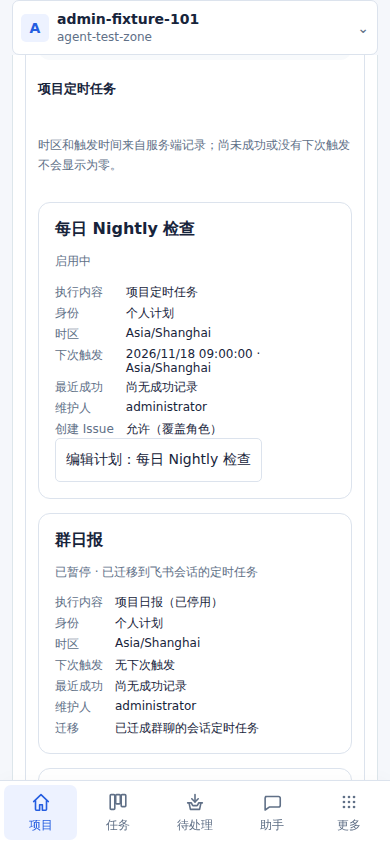 A
admin-fixture-101
agent-test-zone
项目定时任务
时区和触发时间来自服务端记录；尚未成功或没有下次触发
不会显示为零。
每日 Nightly 检查
启用中
执行内容 项目定时任务
身份 个人计划
时区 Asia/Shanghai
下次触发 2026/11/18 09:00:00 ·
Asia/Shanghai
最近成功 尚无成功记录
维护人 administrator
创建 Issue 允许（覆盖角色）
编辑计划：每日 Nightly 检查
群日报
已暂停 · 已迁移到飞书会话的定时任务
执行内容 项目日报（已停用）
身份 个人计划
时区 Asia/Shanghai
下次触发 无下次触发
最近成功 尚无成功记录
维护人 administrator
迁移 已迁成群聊的会话定时任务
项目 任务 待处理 助手 更多